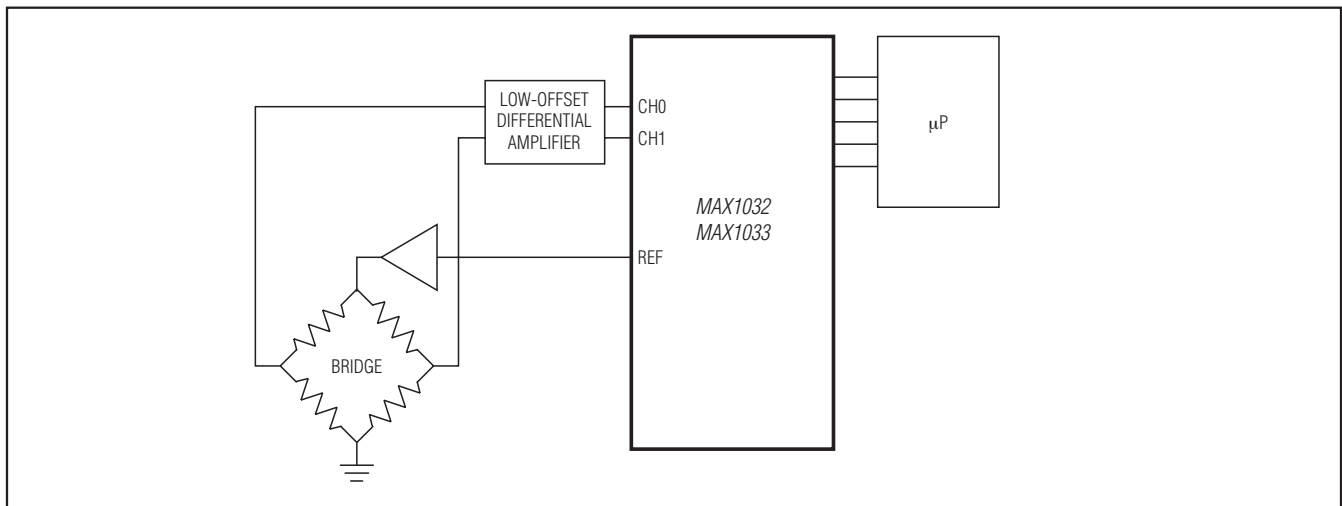 LOW-OFFSET
DIFFERENTIAL
AMPLIFIER
CH0
CH1
μP
MAX1032
MAX1033
REF
BRIDGE